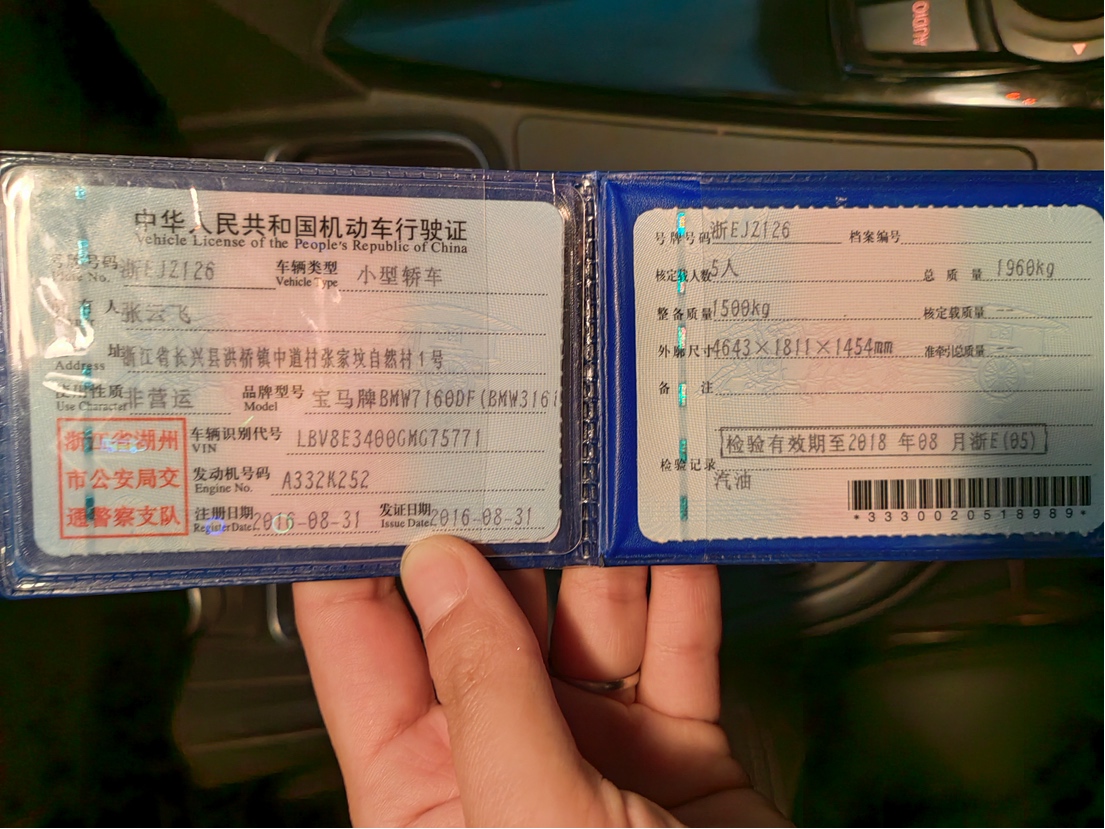 AUDIO
中华人民共和国机动车行驶证
Vehicle License of the People's Republic of China
号牌号码 浙EJZ126 车辆类型 小型轿车
Plate No. Vehicle Type
人 张云飞
址 浙江省长兴县洪桥镇中道村张家坟自然村1号
Address
使用性质 非营运 品牌型号 宝马牌BMW7160DF(BMW316i
Use Character Model
浙江省湖州
市公安局交
通警察支队
车辆识别代号 LBV8E3400GMG75771
VIN
发动机号码 A332K252
Engine No.
注册日期 2016-08-31 发证日期 2016-08-31
Register Date Issue Date
号牌号码 浙EJZ126 档案编号
核定载人数 5人 总质量 1960kg
整备质量 1500kg 核定载质量 --
外廓尺寸 4643×1811×1454mm 准牵引总质量 --
备注
检验有效期至2018 年08 月浙E(05)
检验记录
汽油
*3330020518989*